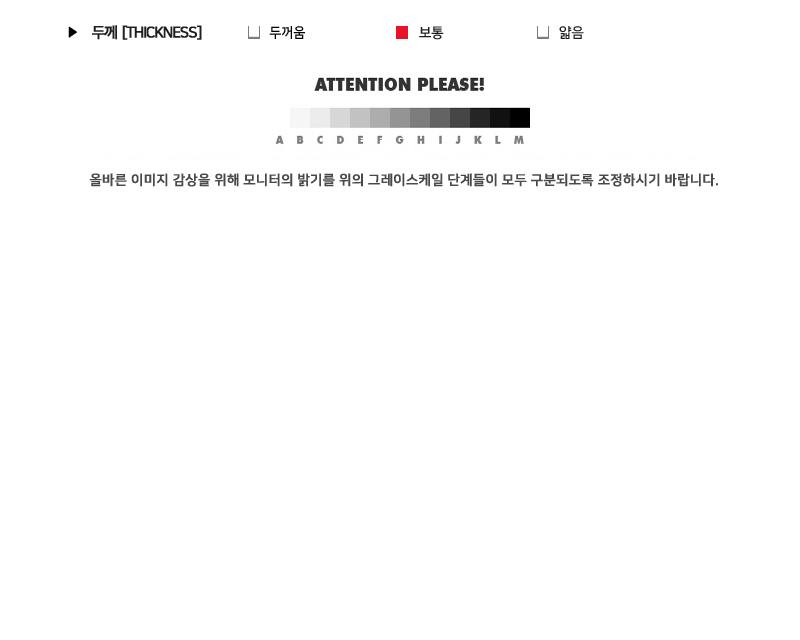 ▶ 두께 [THICKNESS] 두꺼움 보통 얇음
ATTENTION PLEASE!
A B C D E F G H I J K L M
올바른 이미지 감상을 위해 모니터의 밝기를 위의 그레이스케일 단계들이 모두 구분되도록 조정하시기 바랍니다.